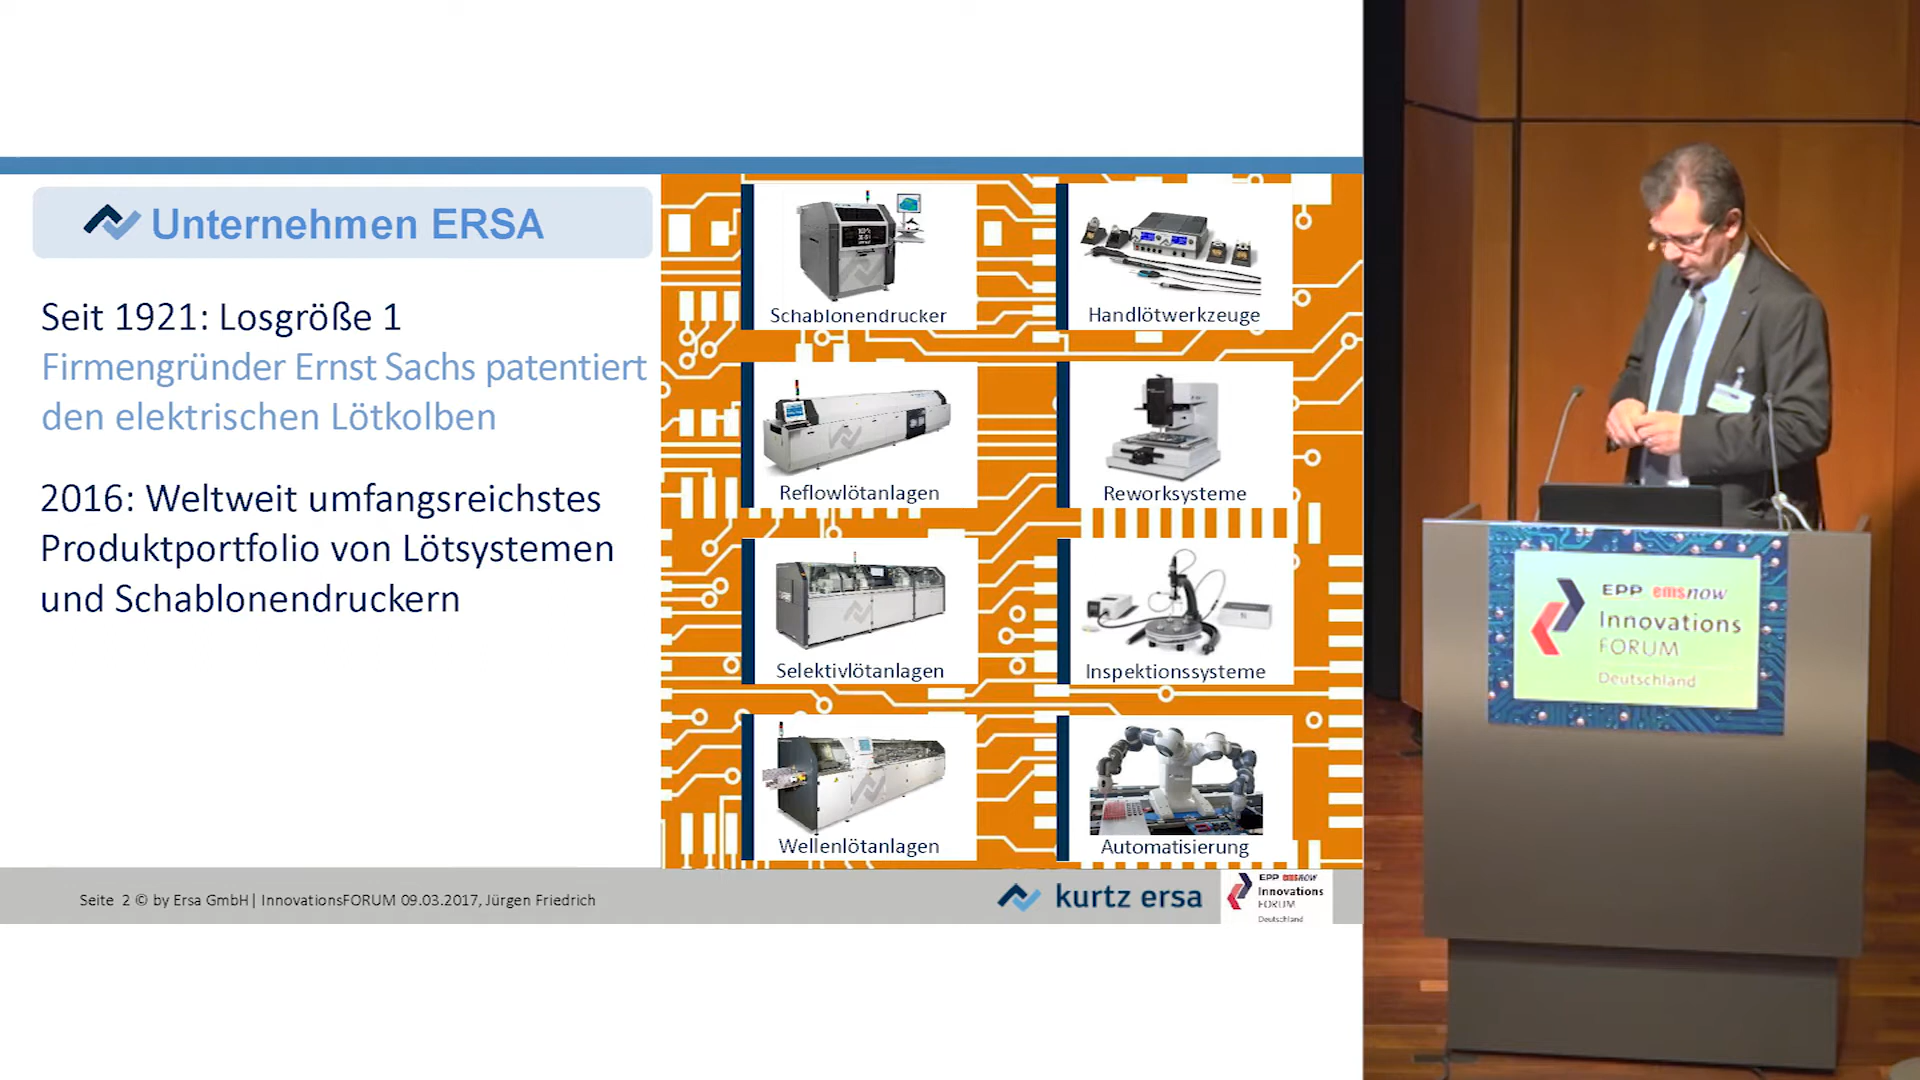 Unternehmen ERSA
Seit 1921: Losgröße 1
Firmengründer Ernst Sachs patentiert
den elektrischen Lötkolben
2016: Weltweit umfangsreichstes
Produktportfolio von Lötsystemen
und Schablonendruckern
Schablonendrucker
Handlötwerkzeuge
Reflowlötanlagen
Reworksysteme
Selektivlötanlagen
Inspektionssysteme
Wellenlötanlagen
Automatisierung
Seite 2 © by Ersa GmbH| InnovationsFORUM 09.03.2017, Jürgen Friedrich
kurtz ersa
EPP emsnow
Innovations
FORUM
Deutschland
EPP emsnow
Innovations
FORUM
Deutschland